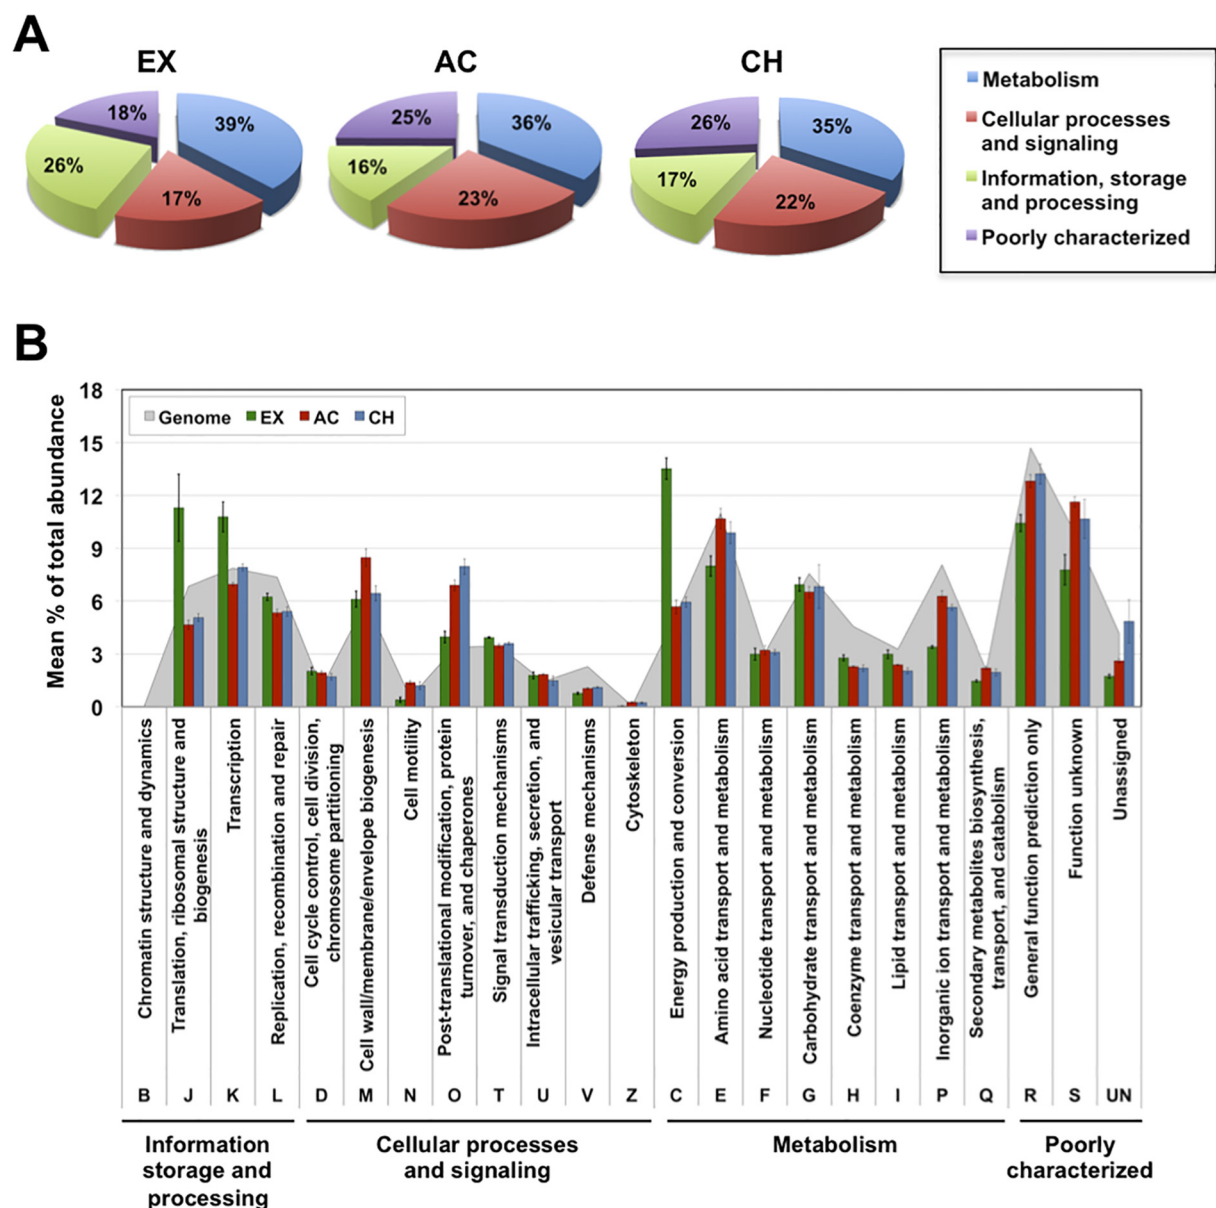 A
EX
AC
CH
18%
39%
26%
17%
25%
36%
16%
23%
26%
35%
17%
22%
Metabolism
Cellular processes
and signaling
Information, storage
and processing
Poorly characterized
B
Mean % of total abundance
18
15
12
9
6
3
0
Genome EX AC CH
Chromatin structure and dynamics
Translation, ribosomal structure and
biogenesis
Transcription
Replication, recombination and repair
Cell cycle control, cell division,
chromosome partitioning
Cell wall/membrane/envelope biogenesis
Cell motility
Post-translational modification, protein
turnover, and chaperones
Signal transduction mechanisms
Intracellular trafficking, secretion, and
vesicular transport
Defense mechanisms
Cytoskeleton
Energy production and conversion
Amino acid transport and metabolism
Nucleotide transport and metabolism
Carbohydrate transport and metabolism
Coenzyme transport and metabolism
Lipid transport and metabolism
Inorganic ion transport and metabolism
Secondary metabolites biosynthesis,
transport, and catabolism
General function prediction only
Function unknown
Unassigned
B J K L D M N O T U V Z C E F G H I P Q R S UN
Information
storage and
processing
Cellular processes
and signaling
Metabolism
Poorly
characterized